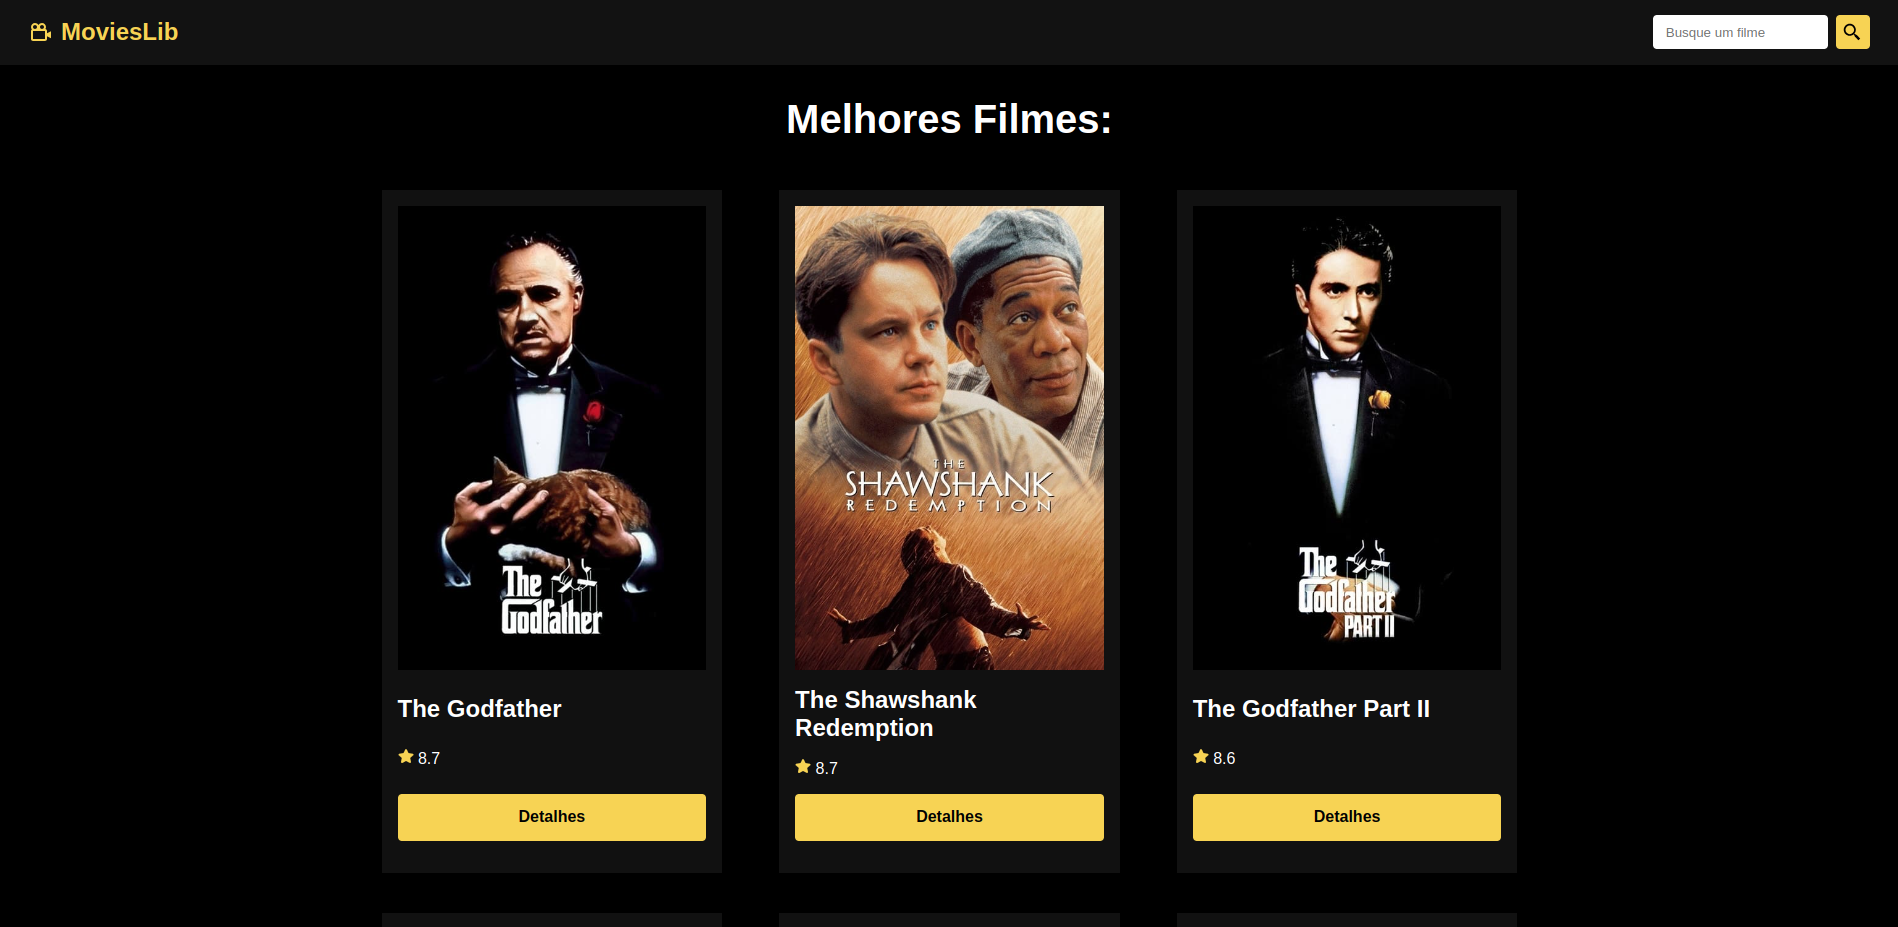 MoviesLib
Busque um filme
Melhores Filmes:
The
Godfather
THE
SHAWSHANK
REDEMPTION
The
Godfather
PART II
The Godfather
The Shawshank
Redemption
The Godfather Part II
8.7
8.7
8.6
Detalhes
Detalhes
Detalhes